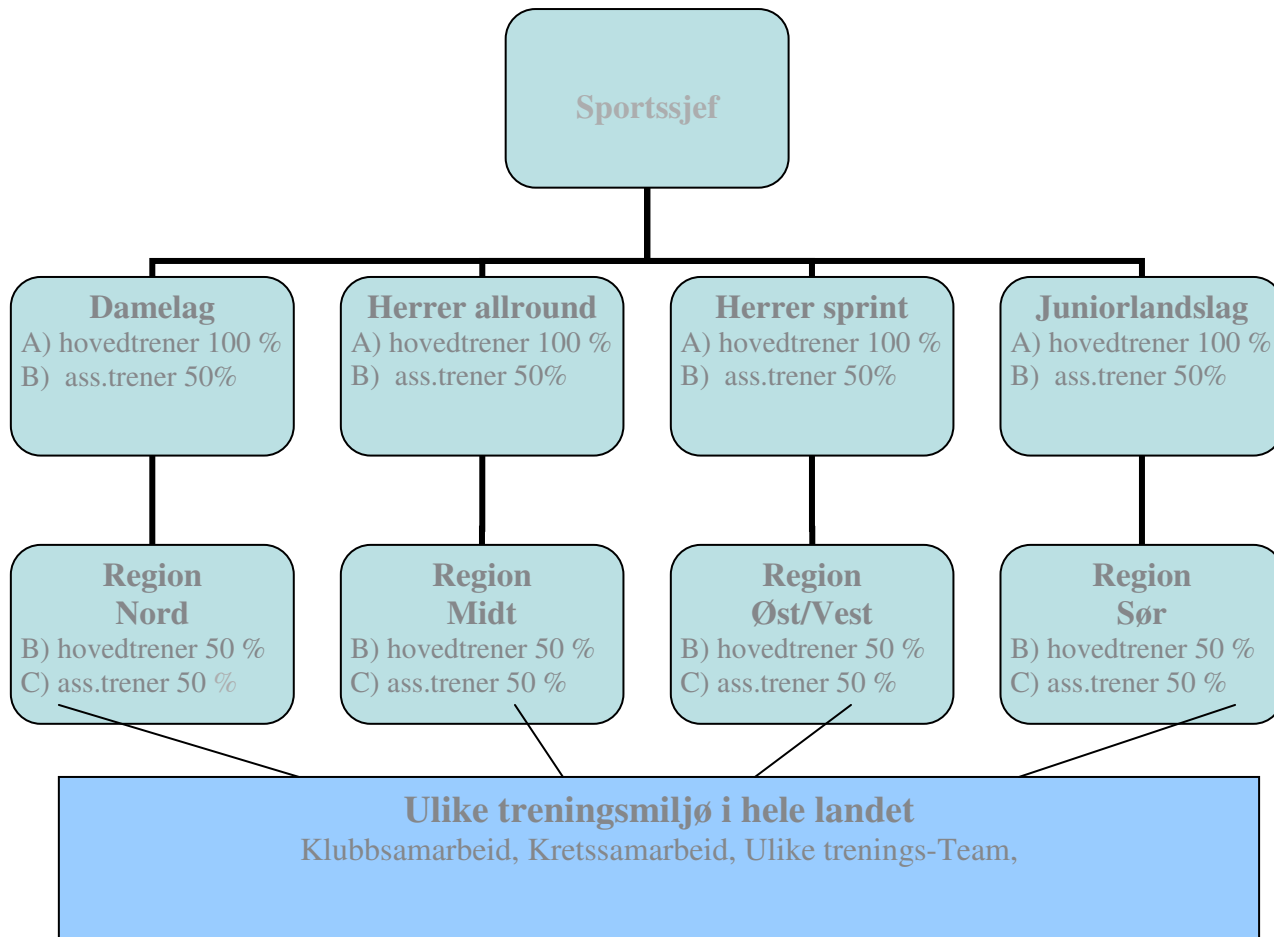 Sportssjef
Damelag
A) hovedtrener 100 %
B) ass.trener 50%
Herrer allround
A) hovedtrener 100 %
B) ass.trener 50%
Herrer sprint
A) hovedtrener 100 %
B) ass.trener 50%
Juniorlandslag
A) hovedtrener 100 %
B) ass.trener 50%
Region
Nord
B) hovedtrener 50 %
C) ass.trener 50 %
Region
Midt
B) hovedtrener 50 %
C) ass.trener 50 %
Region
Øst/Vest
B) hovedtrener 50 %
C) ass.trener 50 %
Region
Sør
B) hovedtrener 50 %
C) ass.trener 50 %
Ulike treningsmiljø i hele landet
Klubbsamarbeid, Kretssamarbeid, Ulike trenings-Team,